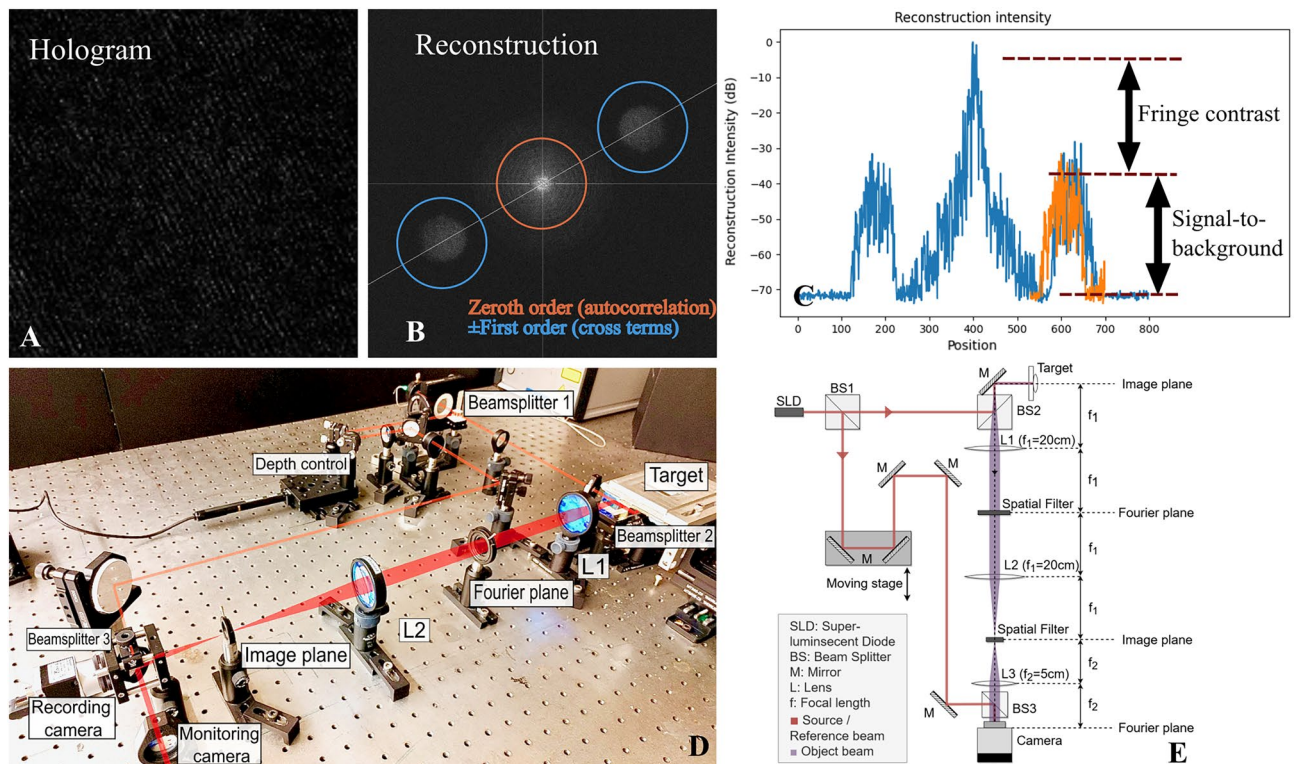 Hologram
A
Reconstruction
Zeroth order (autocorrelation)
±First order (cross terms)
B
Reconstruction intensity
Reconstruction Intensity (dB)
0
−10
−20
−30
−40
−50
−60
−70
Fringe contrast
Signal-to-
background
C
0
100
200
300
400
500
600
700
800
Position
Beamsplitter 1
Depth control
Target
Beamsplitter 2
L1
Fourier plane
L2
Image plane
Beamsplitter 3
Recording
camera
Monitoring
camera
D
SLD
BS1
M
Target
BS2
Image plane
f1
L1 (f1=20cm)
M
M
f1
Spatial Filter
Fourier plane
f1
M
L2 (f1=20cm)
Moving stage
f1
Spatial Filter
Image plane
f2
L3 (f2=5cm)
M
BS3
f2
Fourier plane
Camera
SLD: Super-
luminsecent Diode
BS: Beam Splitter
M: Mirror
L: Lens
f: Focal length
Source /
Reference beam
Object beam
E